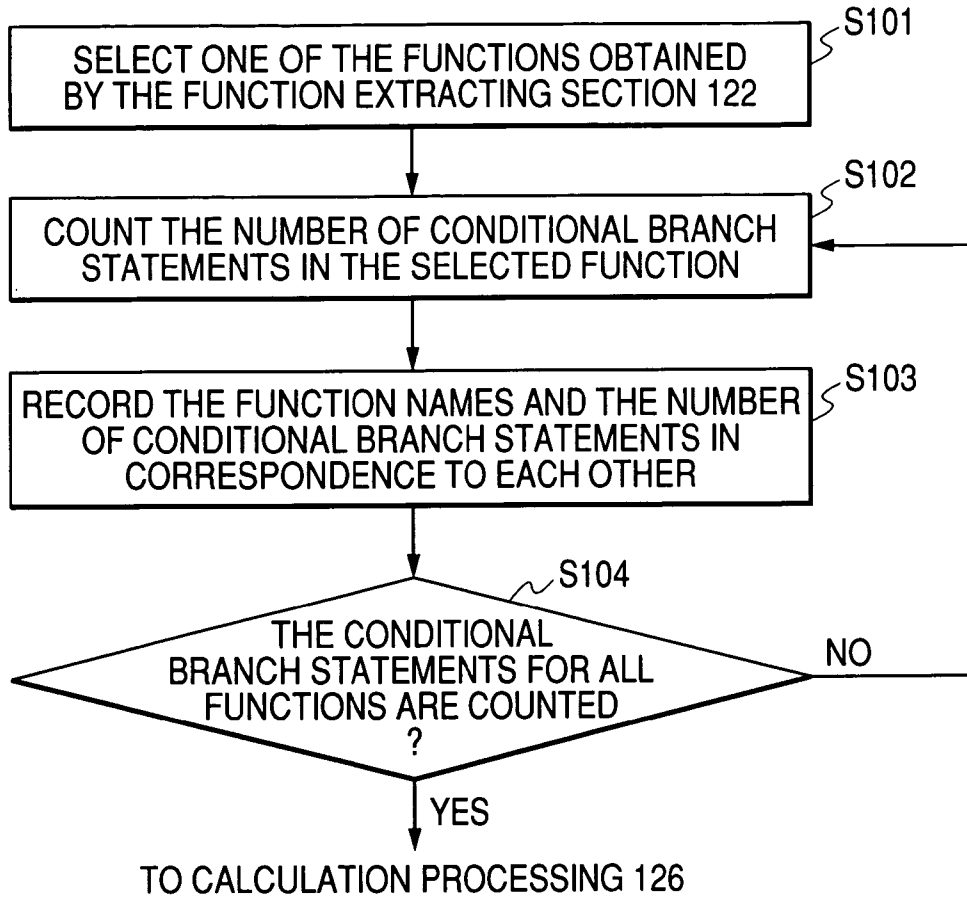 S101
SELECT ONE OF THE FUNCTIONS OBTAINED
BY THE FUNCTION EXTRACTING SECTION 122
S102
COUNT THE NUMBER OF CONDITIONAL BRANCH
STATEMENTS IN THE SELECTED FUNCTION
S103
RECORD THE FUNCTION NAMES AND THE NUMBER
OF CONDITIONAL BRANCH STATEMENTS IN
CORRESPONDENCE TO EACH OTHER
S104
THE CONDITIONAL
BRANCH STATEMENTS FOR ALL
FUNCTIONS ARE COUNTED
?
NO
YES
TO CALCULATION PROCESSING 126